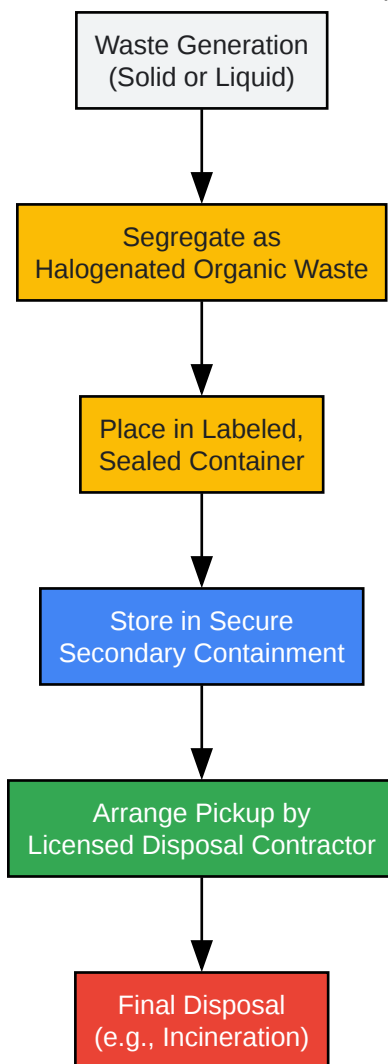 Waste Generation
(Solid or Liquid)
Segregate as
Halogenated Organic Waste
Place in Labeled,
Sealed Container
Store in Secure
Secondary Containment
Arrange Pickup by
Licensed Disposal Contractor
Final Disposal
(e.g., Incineration)